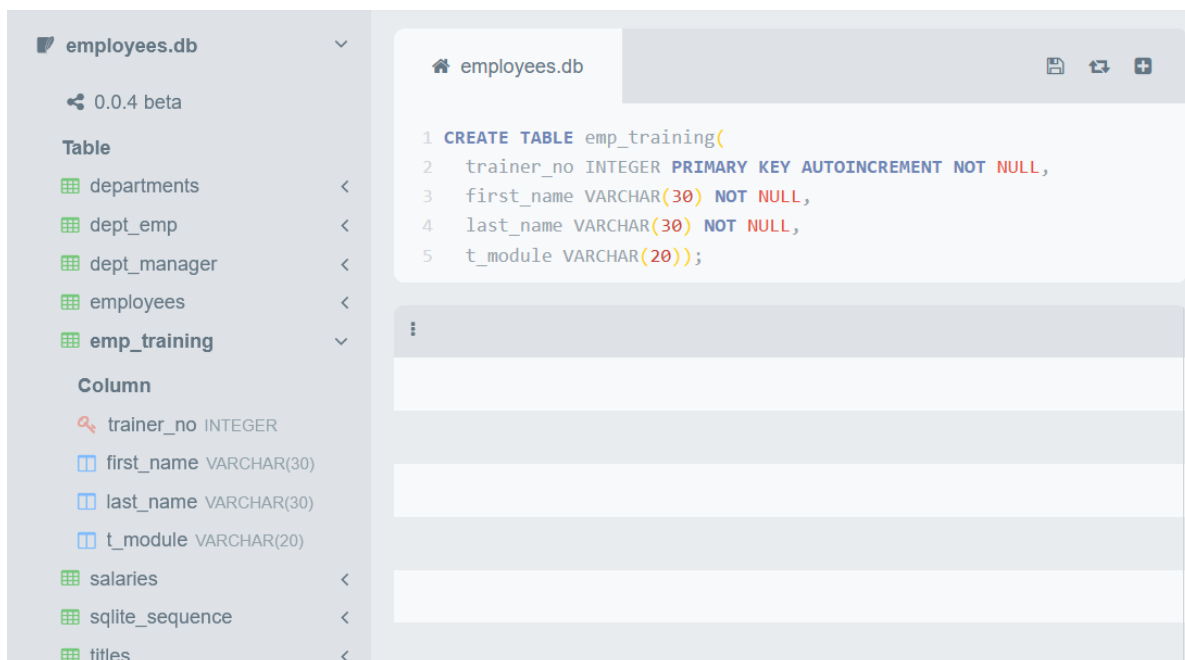 employees.db
0.0.4 beta
Table
departments
dept_emp
dept_manager
employees
emp_training
Column
trainer_no INTEGER
first_name VARCHAR(30)
last_name VARCHAR(30)
t_module VARCHAR(20)
salaries
sqlite_sequence
titles
employees.db
1 CREATE TABLE emp_training(
2 trainer_no INTEGER PRIMARY KEY AUTOINCREMENT NOT NULL,
3 first_name VARCHAR(30) NOT NULL,
4 last_name VARCHAR(30) NOT NULL,
5 t_module VARCHAR(20));